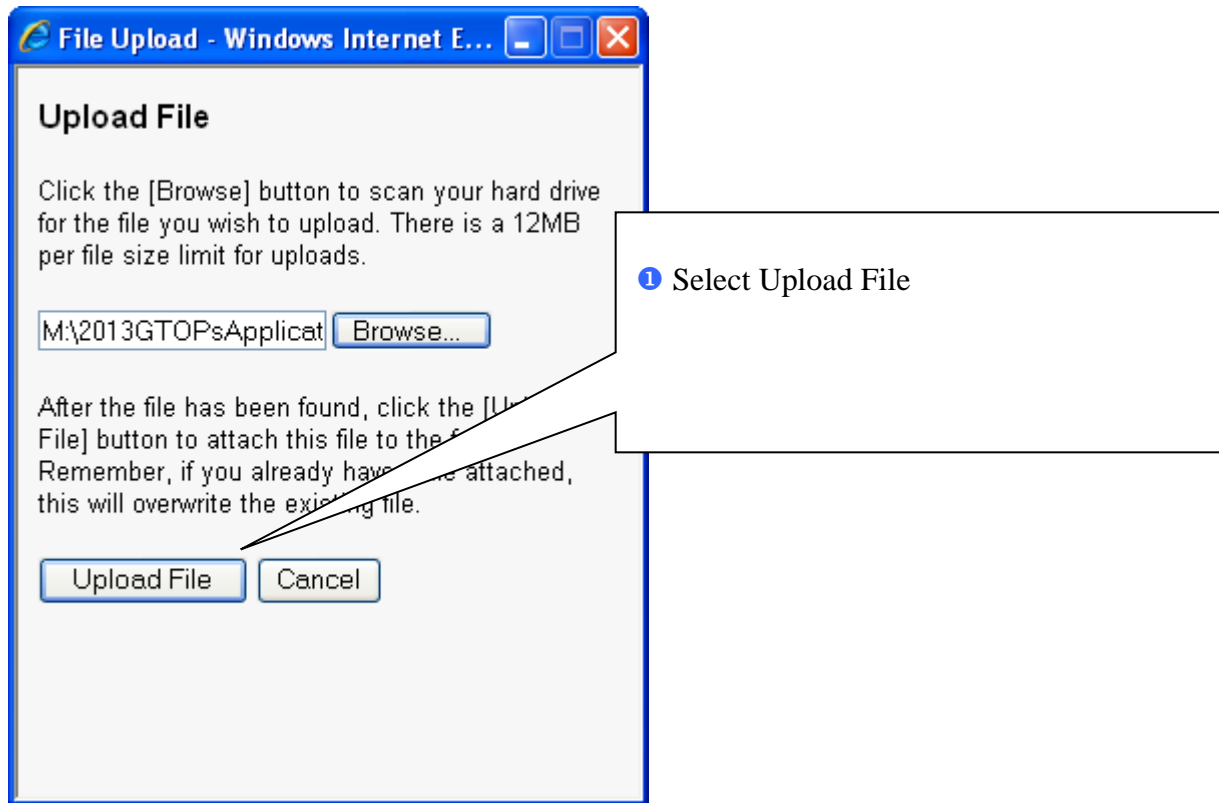 File Upload - Windows Internet E...
Upload File
Click the [Browse] button to scan your hard drive
for the file you wish to upload. There is a 12MB
per file size limit for uploads.
❶ Select Upload File
M:\2013GTOPsApplicat Browse...
After the file has been found, click the
File] button to attach this file to the
Remember, if you already attached,
this will overwrite the existing file.
Upload File Cancel